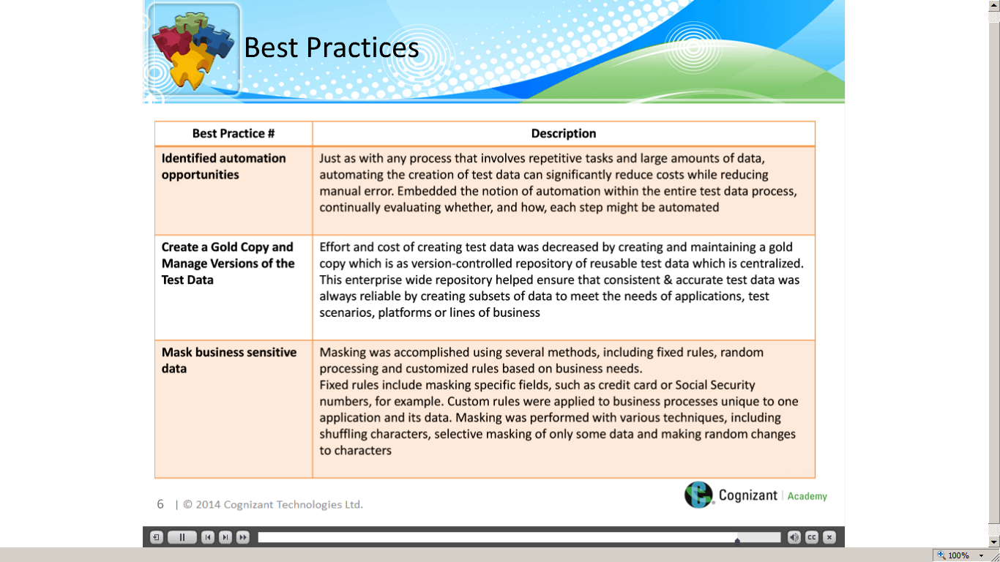 Best Practices
Best Practice #
Description
Identified automation
opportunities
Just as with any process that involves repetitive tasks and large amounts of data,
automating the creation of test data can significantly reduce costs while reducing
manual error. Embedded the notion of automation within the entire test data process,
continually evaluating whether, and how, each step might be automated
Create a Gold Copy and
Manage Versions of the
Test Data
Effort and cost of creating test data was decreased by creating and maintaining a gold
copy which is as version-controlled repository of reusable test data which is centralized.
This enterprise wide repository helped ensure that consistent & accurate test data was
always reliable by creating subsets of data to meet the needs of applications, test
scenarios, platforms or lines of business
Mask business sensitive
data
Masking was accomplished using several methods, including fixed rules, random
processing and customized rules based on business needs.
Fixed rules include masking specific fields, such as credit card or Social Security
numbers, for example. Custom rules were applied to business processes unique to one
application and its data. Masking was performed with various techniques, including
shuffling characters, selective masking of only some data and making random changes
to characters
6 | © 2014 Cognizant Technologies Ltd.
Cognizant | Academy
CC
100%